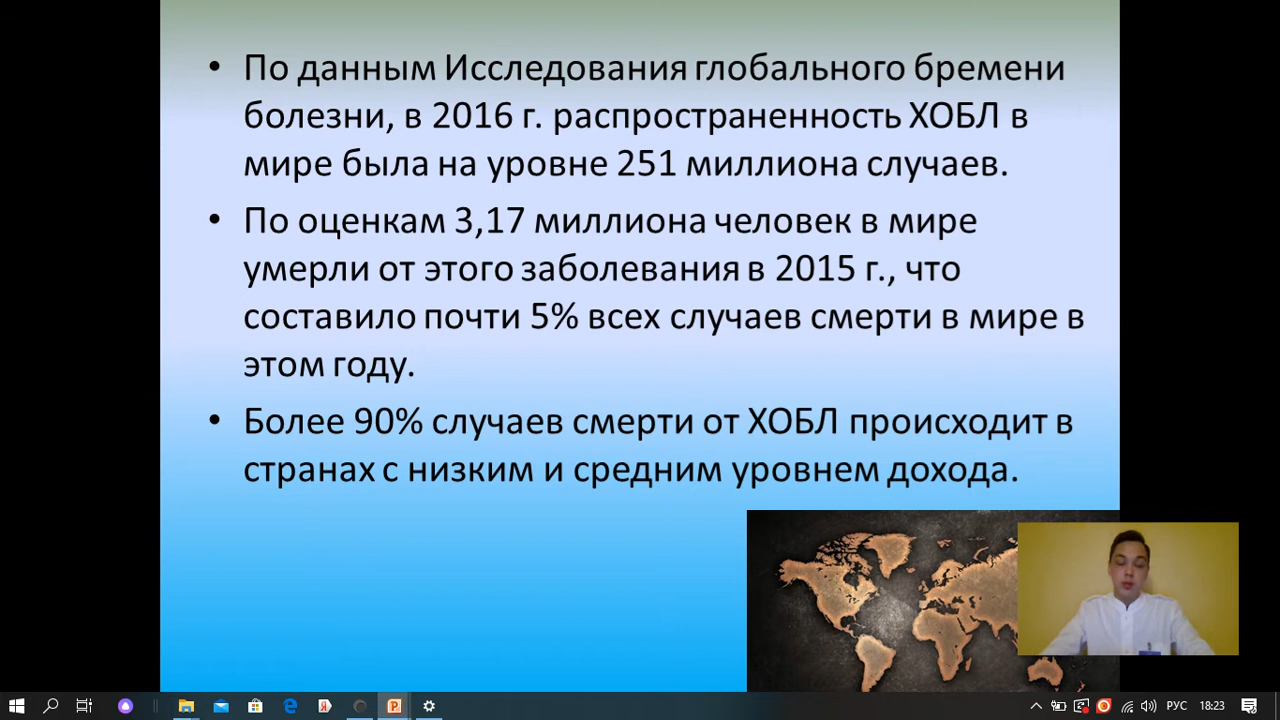 • По данным Исследования глобального бремени
болезни, в 2016 г. распространенность ХОБЛ в
мире была на уровне 251 миллиона случаев.
• По оценкам 3,17 миллиона человек в мире
умерли от этого заболевания в 2015 г., что
составило почти 5% всех случаев смерти в мире в
этом году.
• Более 90% случаев смерти от ХОБЛ происходит в
странах с низким и средним уровнем дохода.
РУС 18:23